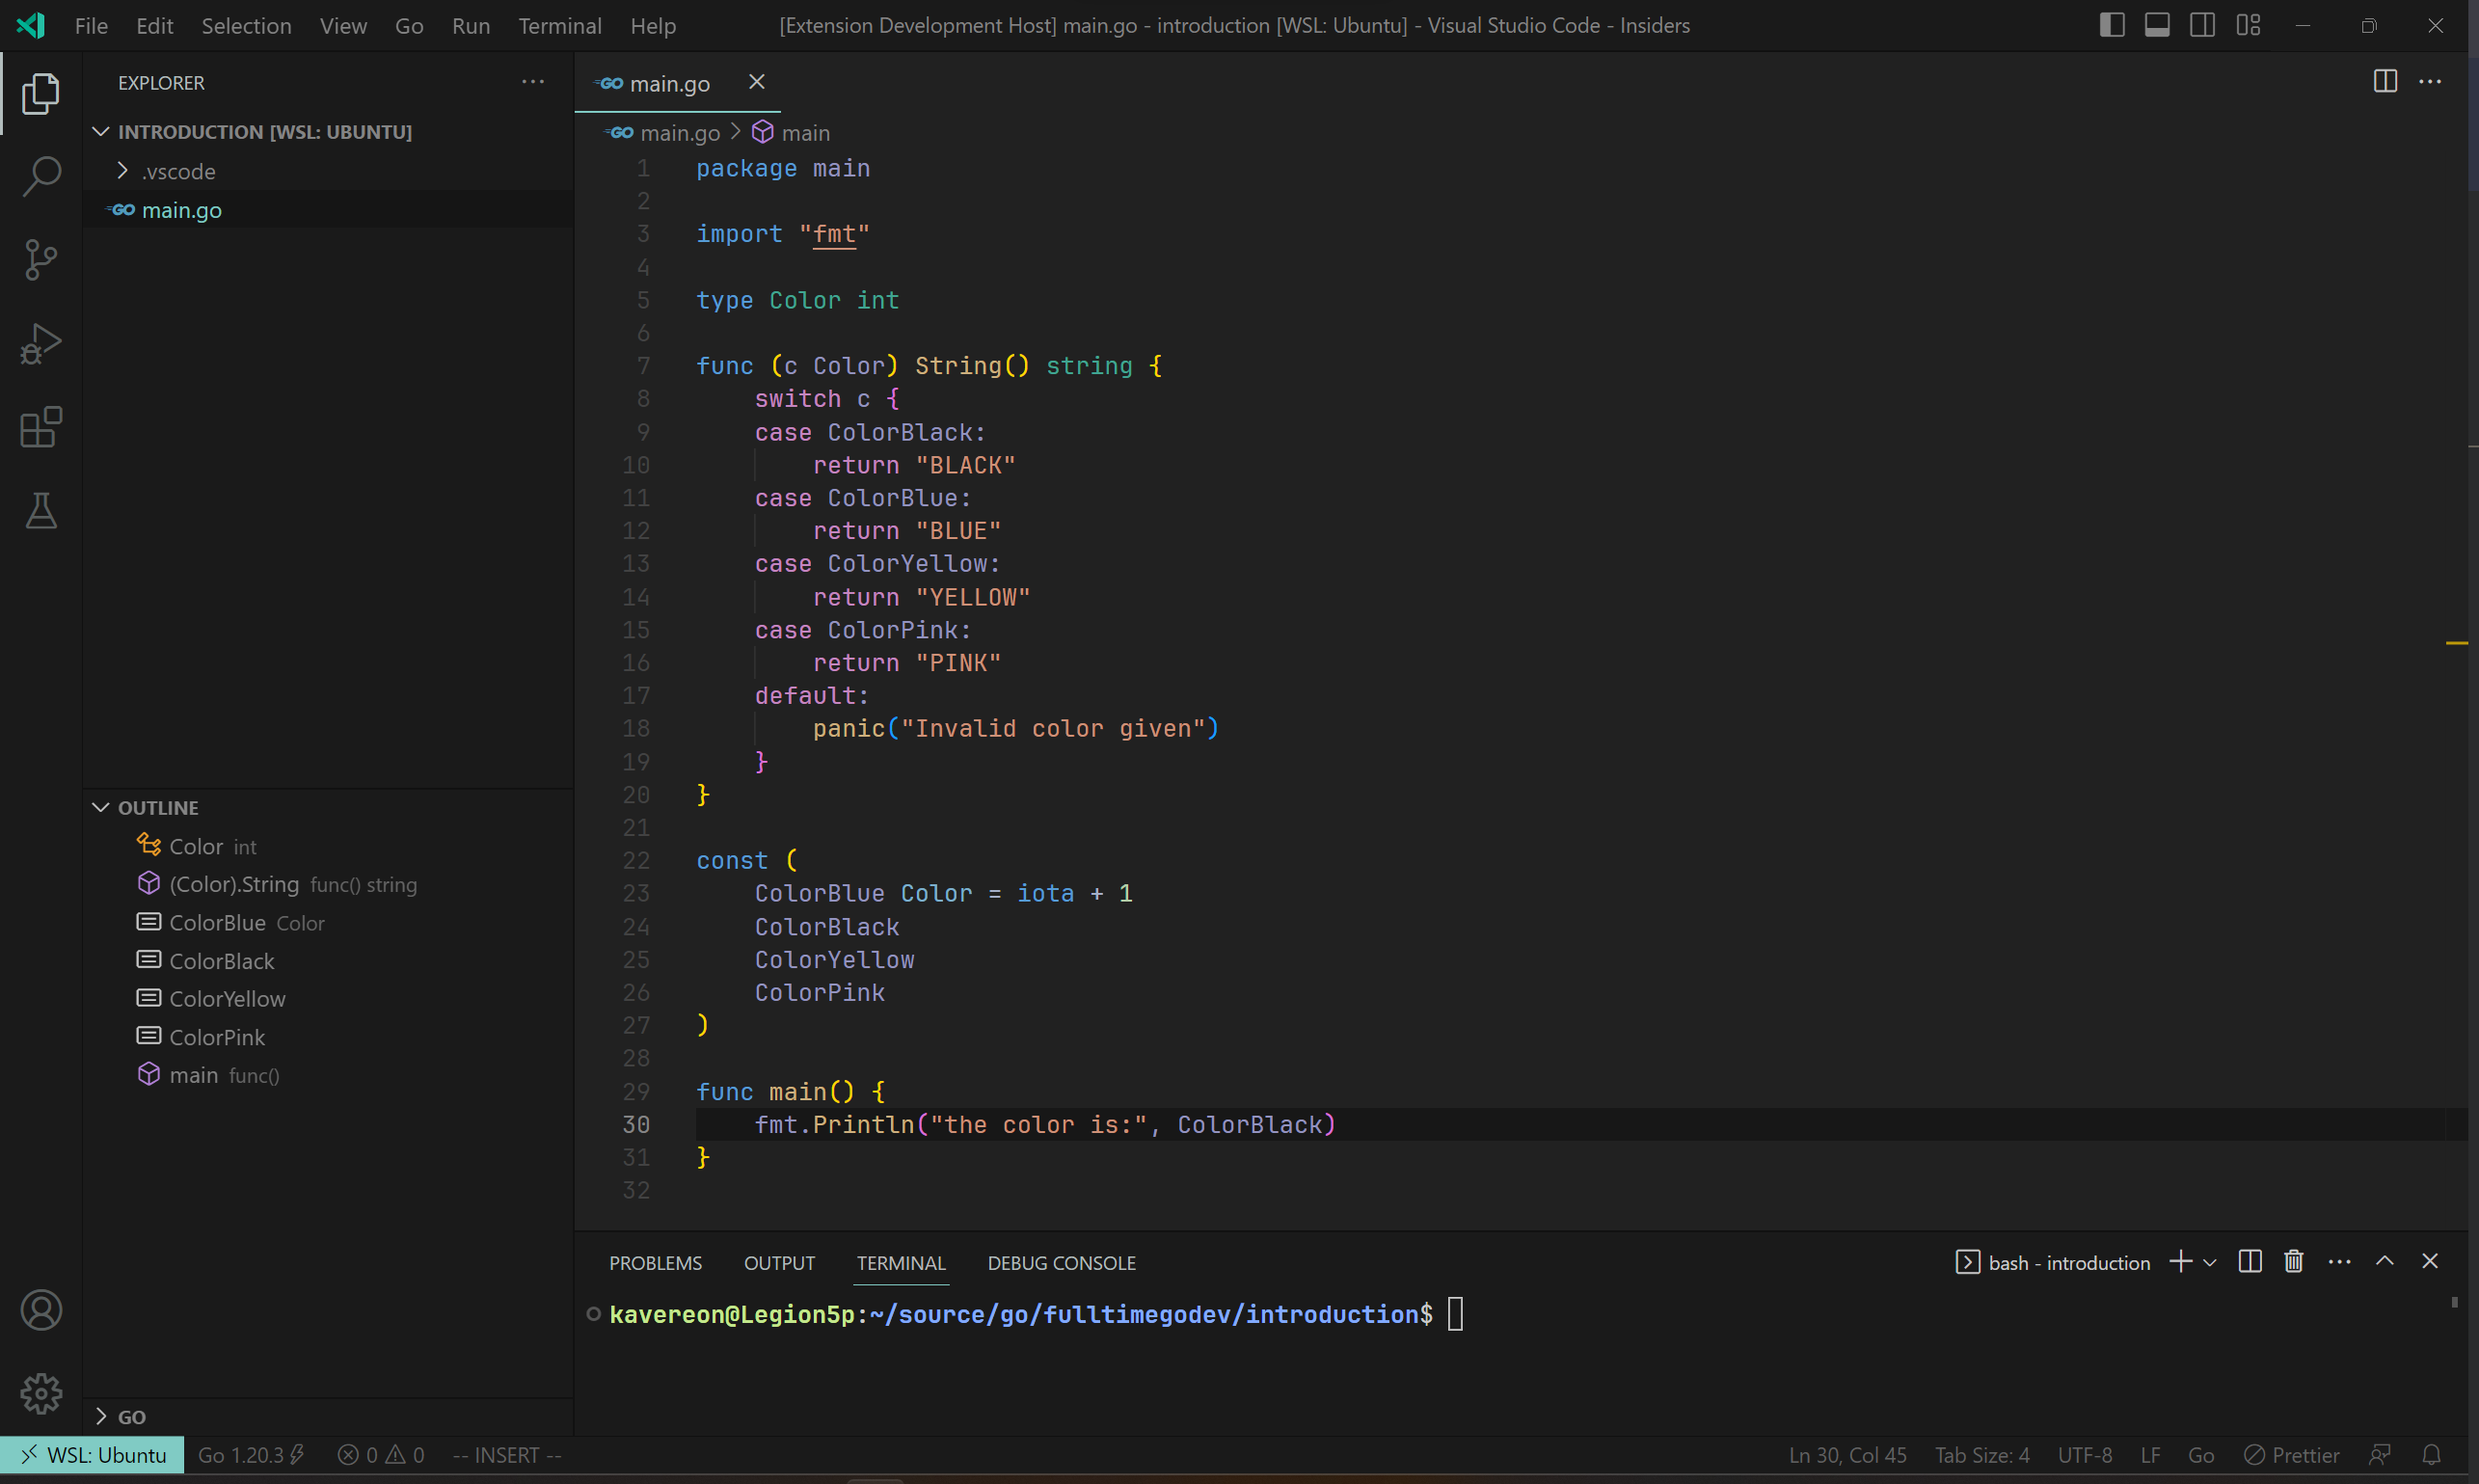 File Edit Selection View Go Run Terminal Help [Extension Development Host] main.go - introduction [WSL: Ubuntu] - Visual Studio Code - Insiders
EXPLORER
INTRODUCTION [WSL: UBUNTU]
.vscode
GO main.go
OUTLINE
Color int
(Color).String func() string
ColorBlue Color
ColorBlack
ColorYellow
ColorPink
main func()
GO
GO main.go
GO main.go > main
1 package main
2
3 import "fmt"
4
5 type Color int
6
7 func (c Color) String() string {
8 switch c {
9 case ColorBlack:
10 return "BLACK"
11 case ColorBlue:
12 return "BLUE"
13 case ColorYellow:
14 return "YELLOW"
15 case ColorPink:
16 return "PINK"
17 default:
18 panic("Invalid color given")
19 }
20 }
21
22 const (
23 ColorBlue Color = iota + 1
24 ColorBlack
25 ColorYellow
26 ColorPink
27 )
28
29 func main() {
30 fmt.Println("the color is:", ColorBlack)
31 }
32
PROBLEMS OUTPUT TERMINAL DEBUG CONSOLE bash - introduction
kavereon@Legion5p:~/source/go/fulltimegodev/introduction$
WSL: Ubuntu Go 1.20.3 0 0 -- INSERT -- Ln 30, Col 45 Tab Size: 4 UTF-8 LF Go Prettier